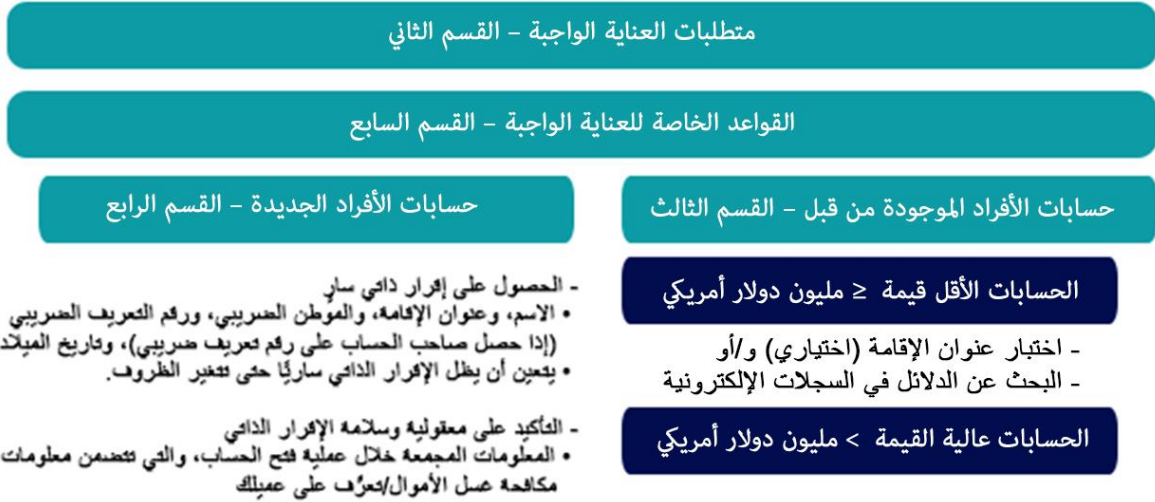 متطلبات العناية الواجبة – القسم الثاني
القواعد الخاصة للعناية الواجبة – القسم السابع
حسابات الأفراد الموجودة من قبل – القسم الثالث
الحسابات الأقل قيمة ≤ مليون دولار أمريكي
- اختبار عنوان الإقامة (اختياري) و/أو
- البحث عن الدلائل في السجلات الإلكترونية
الحسابات عالية القيمة > مليون دولار أمريكي
حسابات الأفراد الجديدة – القسم الرابع
- الحصول على إقرار ذاتي سارٍ
• الاسم، وعنوان الإقامة، والموطن الضريبي، ورقم التعريف الضريبي
(إذا حصل صاحب الحساب على رقم تعريف ضريبي)، وتاريخ الميلاد
• يتعين أن يظل الإقرار الذاتي ساريًا حتى تتغير الظروف.
- التأكيد على معقولية وسلامة الإقرار الذاتي
• المعلومات المجمعة خلال عملية فتح الحساب، والتي تتضمن معلومات
مكافحة غسل الأموال/تعرُّف على عميلك